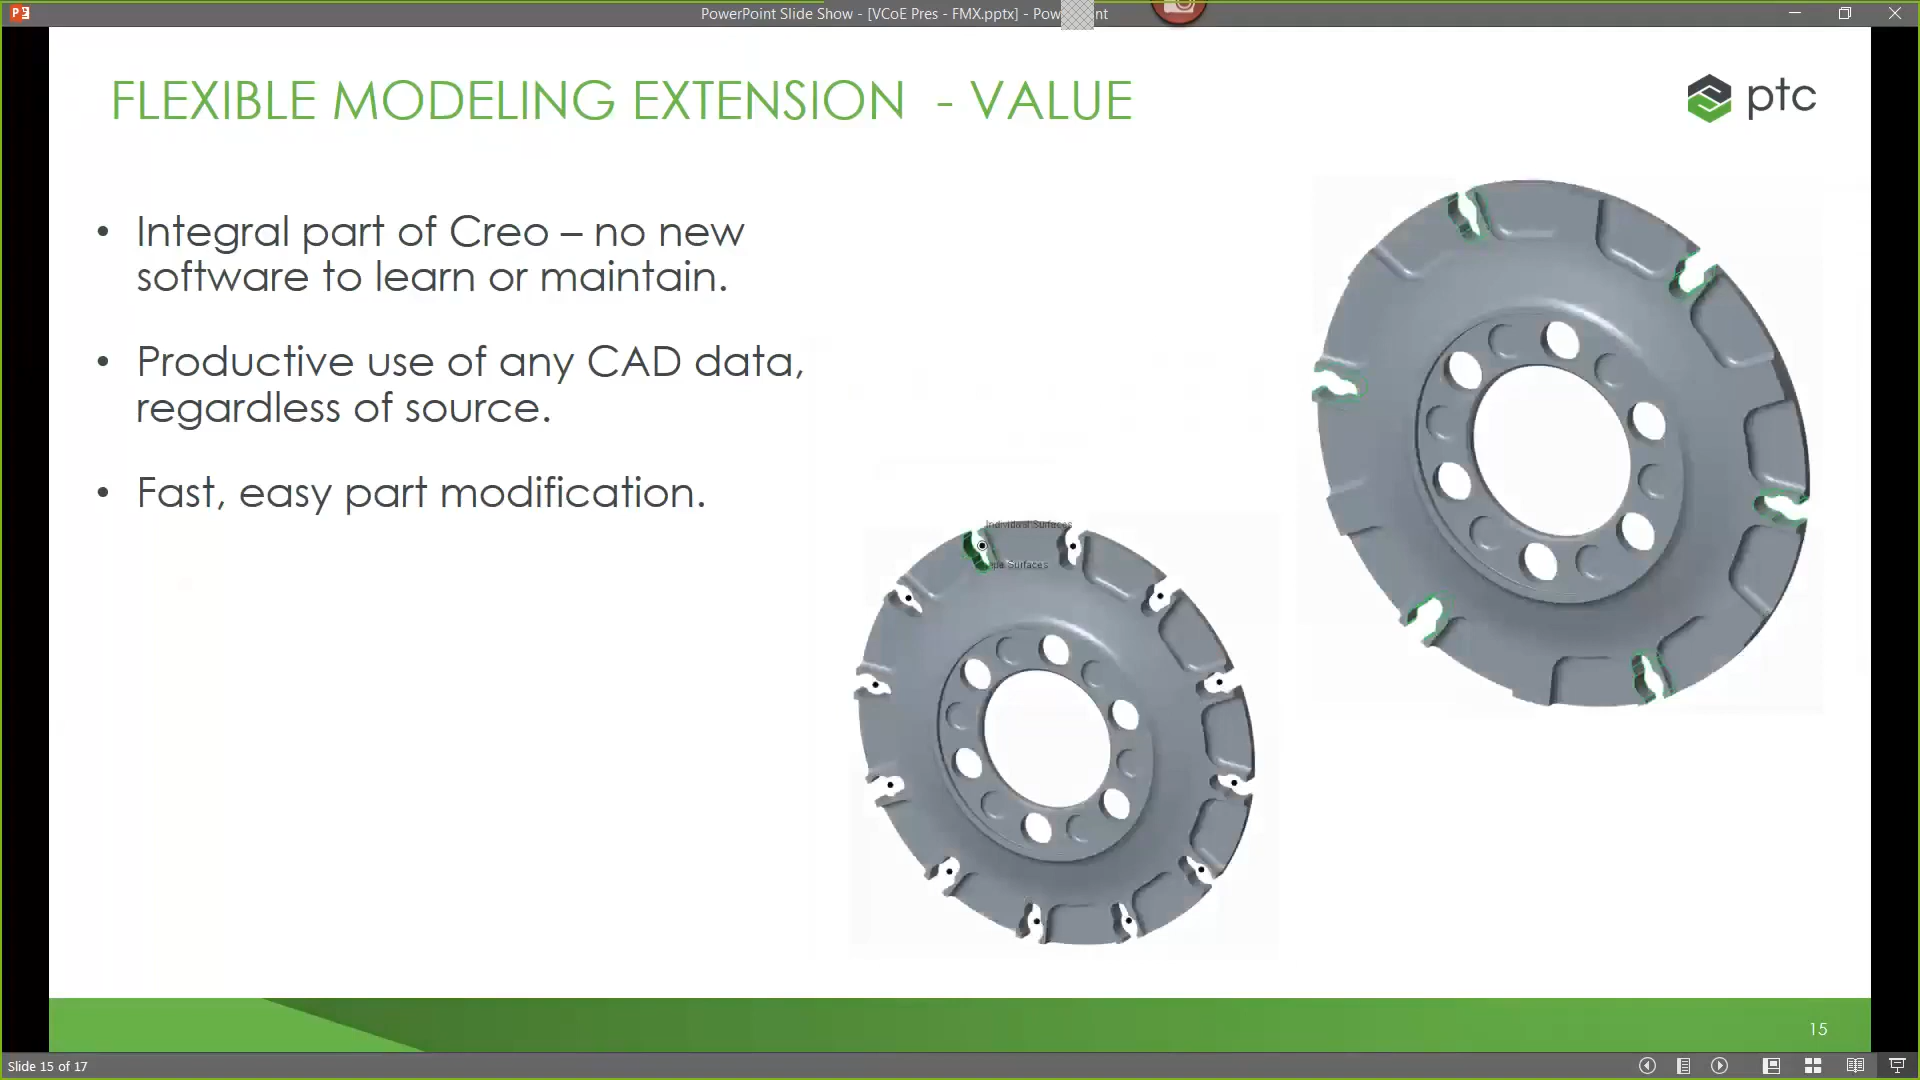 PowerPoint Slide Show - [VCoE Pres - FMX.pptx] - Pow nt
FLEXIBLE MODELING EXTENSION - VALUE
ptc
• Integral part of Creo – no new
software to learn or maintain.
• Productive use of any CAD data,
regardless of source.
• Fast, easy part modification.
Individual Surfaces
Surfaces
15
Slide 15 of 17